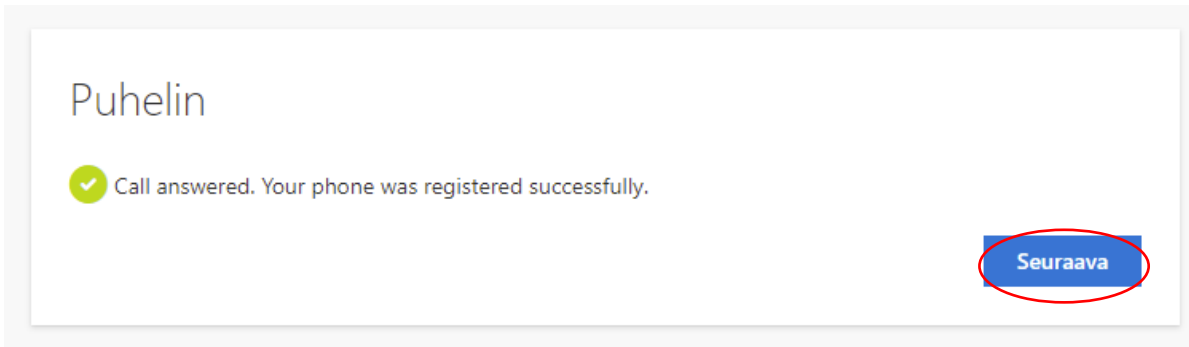 Puhelin
Call answered. Your phone was registered successfully.
Seuraava